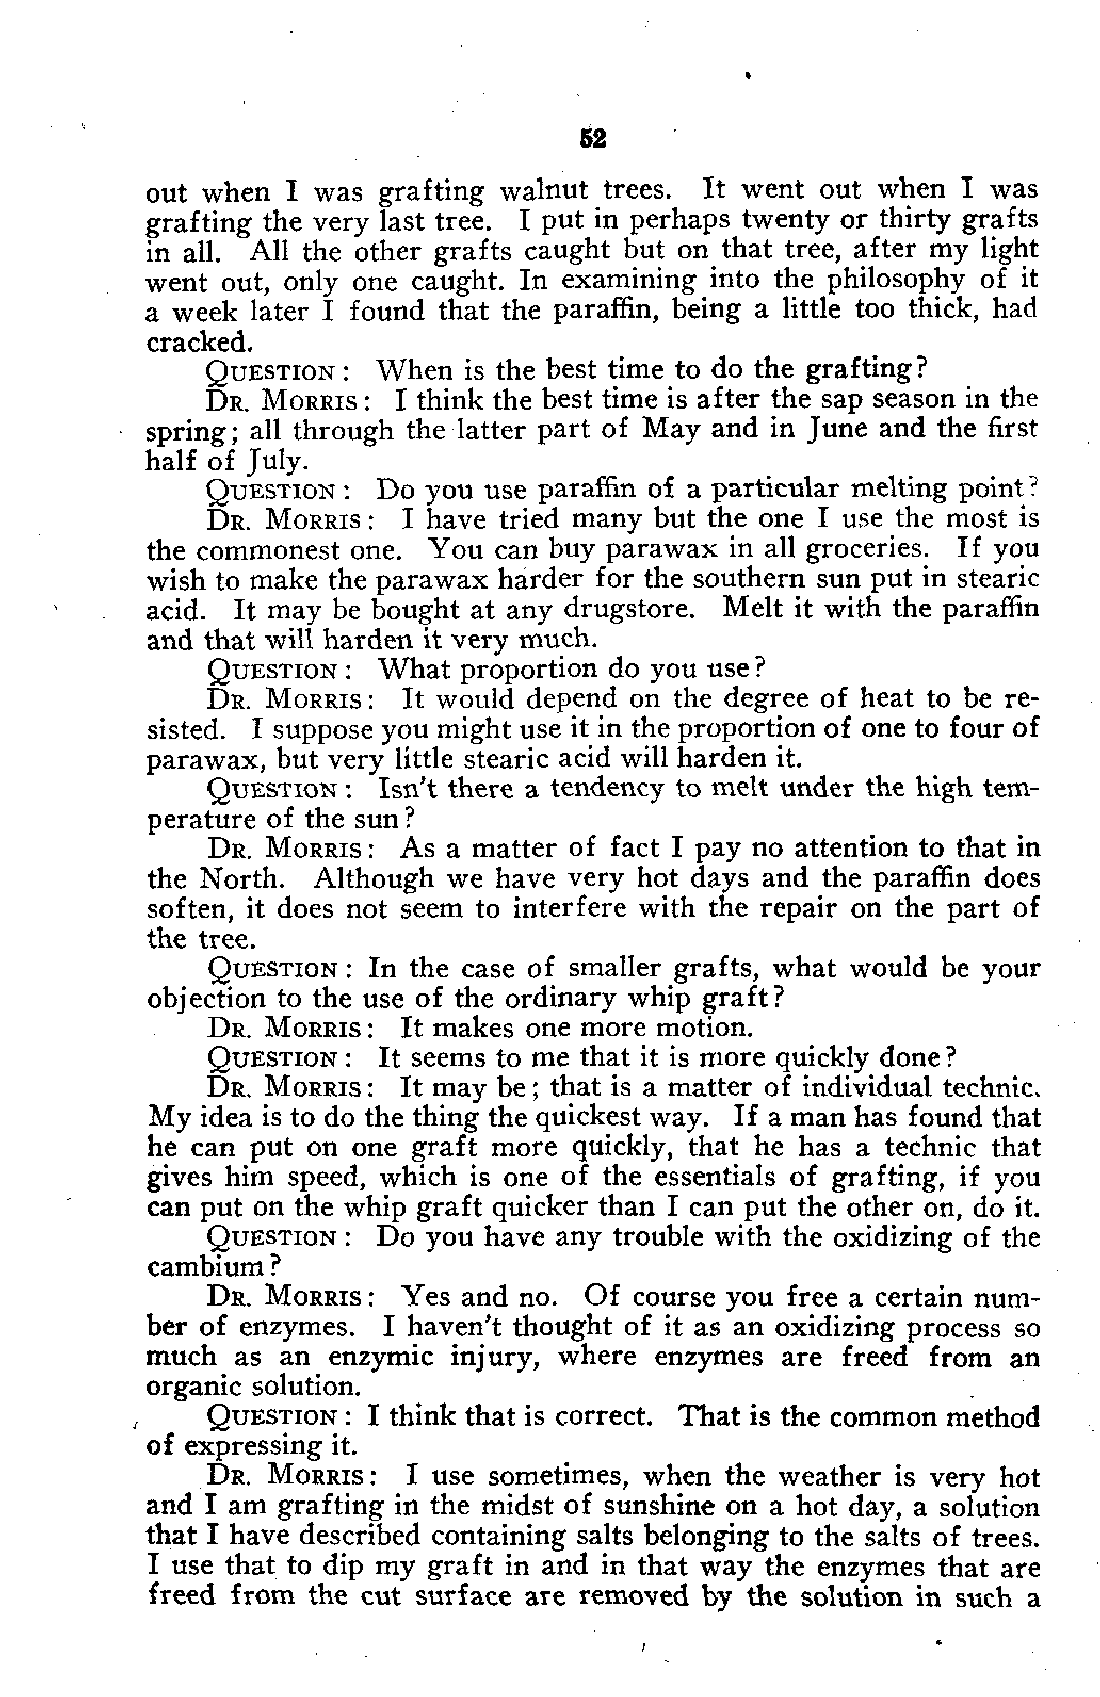 52
out when I was grafting walnut trees. It went out when I was
grafting the very last tree. I put in perhaps twenty or thirty grafts
in all. All the other grafts caught but on that tree, after my light
went out, only one caught. In examining into the philosophy of it
a week later I found that the paraffin, being a little too thick, had
cracked.
QUESTION: When is the best time to do the grafting?
DR. MORRIS: I think the best time is after the sap season in the
spring; all through the latter part of May and in June and the first
half of July.
QUESTION: Do you use paraffin of a particular melting point?
DR. MORRIS: I have tried many but the one I use the most is
the commonest one. You can buy parawax in all groceries. If you
wish to make the parawax harder for the southern sun put in stearic
acid. It may be bought at any drugstore. Melt it with the paraffin
and that will harden it very much.
QUESTION: What proportion do you use?
DR. MORRIS: It would depend on the degree of heat to be re-
sisted. I suppose you might use it in the proportion of one to four of
parawax, but very little stearic acid will harden it.
QUESTION: Isn't there a tendency to melt under the high tem-
perature of the sun?
DR. MORRIS: As a matter of fact I pay no attention to that in
the North. Although we have very hot days and the paraffin does
soften, it does not seem to interfere with the repair on the part of
the tree.
QUESTION: In the case of smaller grafts, what would be your
objection to the use of the ordinary whip graft?
DR. MORRIS: It makes one more motion.
QUESTION: It seems to me that it is more quickly done?
DR. MORRIS: It may be; that is a matter of individual technic.
My idea is to do the thing the quickest way. If a man has found that
he can put on one graft more quickly, that he has a technic that
gives him speed, which is one of the essentials of grafting, if you
can put on the whip graft quicker than I can put the other on, do it.
QUESTION: Do you have any trouble with the oxidizing of the
cambium?
DR. MORRIS: Yes and no. Of course you free a certain num-
ber of enzymes. I haven't thought of it as an oxidizing process so
much as an enzymic injury, where enzymes are freed from an
organic solution.
QUESTION: I think that is correct. That is the common method
of expressing it.
DR. MORRIS: I use sometimes, when the weather is very hot
and I am grafting in the midst of sunshine on a hot day, a solution
that I have described containing salts belonging to the salts of trees.
I use that to dip my graft in and in that way the enzymes that are
freed from the cut surface are removed by the solution in such a